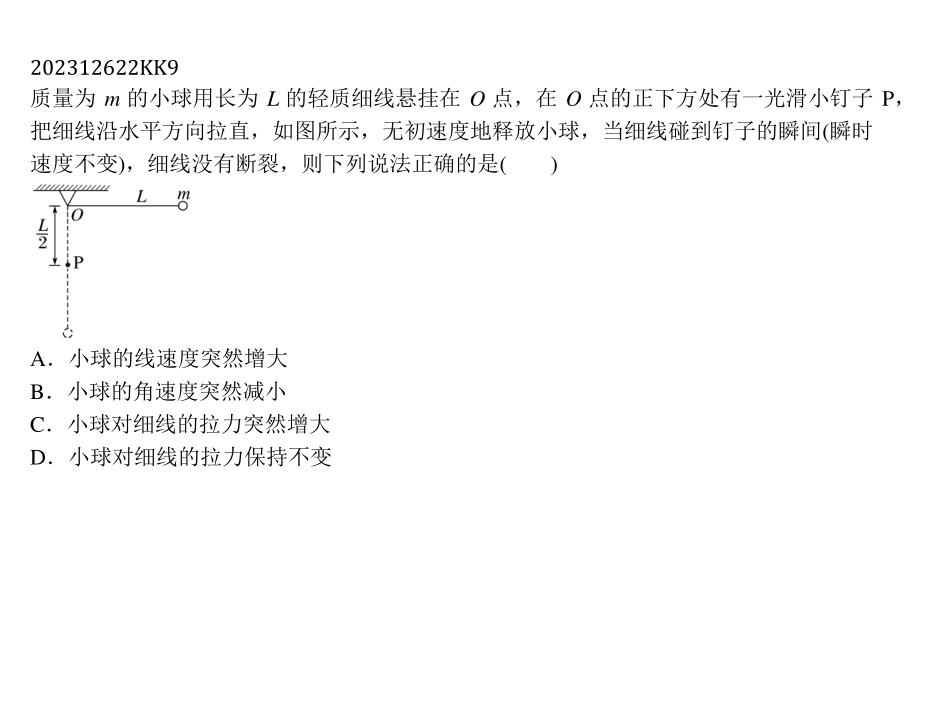 202312622KK9
质量为 m 的小球用长为 L 的轻质细线悬挂在 O 点，在 O 点的正下方处有一光滑小钉子 P，
把细线沿水平方向拉直，如图所示，无初速度地释放小球，当细线碰到钉子的瞬间(瞬时
速度不变)，细线没有断裂，则下列说法正确的是(　　)
L m
O
L/2
P
A．小球的线速度突然增大
B．小球的角速度突然减小
C．小球对细线的拉力突然增大
D．小球对细线的拉力保持不变